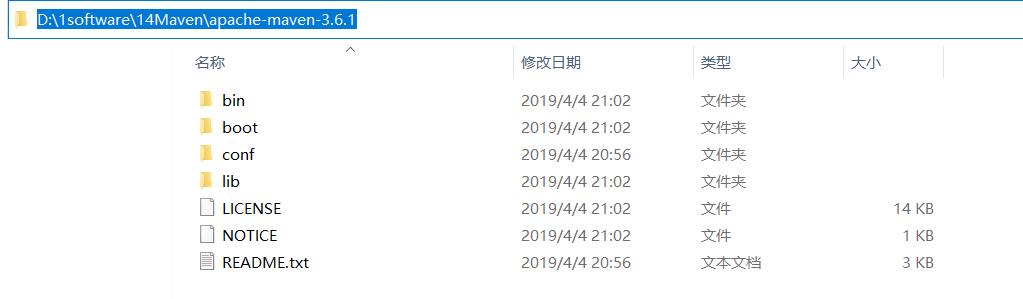 D:\1software\14Maven\apache-maven-3.6.1
名称 修改日期 类型 大小
bin 2019/4/4 21:02 文件夹
boot 2019/4/4 21:02 文件夹
conf 2019/4/4 20:56 文件夹
lib 2019/4/4 21:02 文件夹
LICENSE 2019/4/4 21:02 文件 14 KB
NOTICE 2019/4/4 21:02 文件 1 KB
README.txt 2019/4/4 20:56 文本文档 3 KB